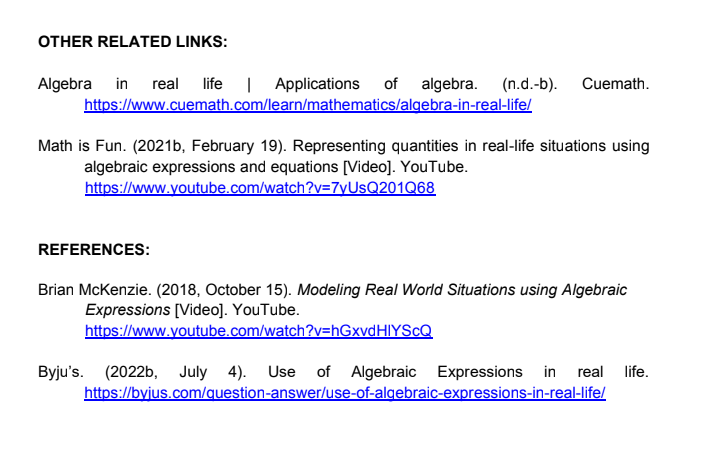 OTHER RELATED LINKS:
Algebra in real life | Applications of algebra. (n.d.-b). Cuemath.
https://www.cuemath.com/learn/mathematics/algebra-in-real-life/
Math is Fun. (2021b, February 19). Representing quantities in real-life situations using
algebraic expressions and equations [Video]. YouTube.
https://www.youtube.com/watch?v=7yUsQ201Q68
REFERENCES:
Brian McKenzie. (2018, October 15). Modeling Real World Situations using Algebraic
Expressions [Video]. YouTube.
https://www.youtube.com/watch?v=hGxvdHlYScQ
Byju's. (2022b, July 4). Use of Algebraic Expressions in real life.
https://byjus.com/question-answer/use-of-algebraic-expressions-in-real-life/